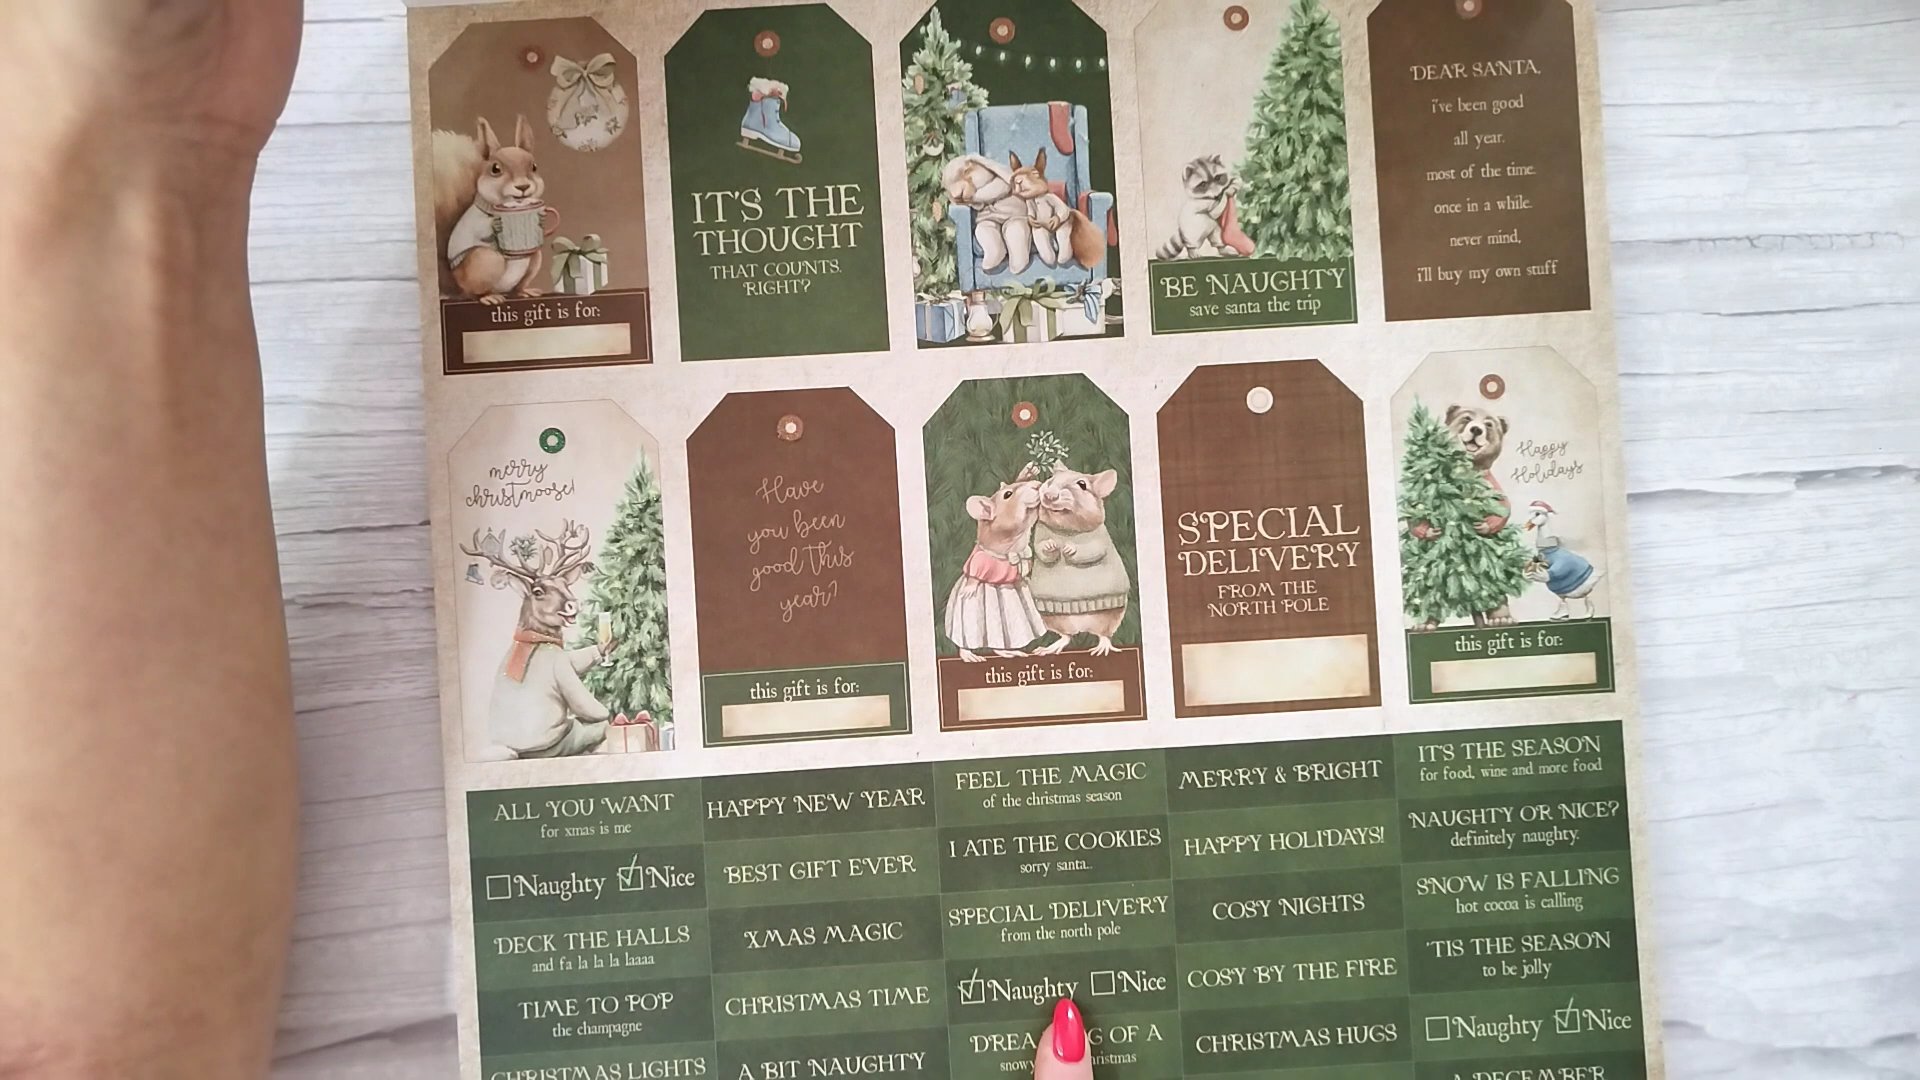 this gift is for:
IT'S THE
THOUGHT
THAT COUNTS.
RIGHT?
BE NAUGHTY
save santa the trip
DEAR SANTA,
i've been good
all year.
most of the time.
once in a while.
never mind,
i'll buy my own stuff
merry
christmoose!
Have
you been
good this
year?
this gift is for:
this gift is for:
SPECIAL
DELIVERY
FROM THE
NORTH POLE
Happy
Holidays
this gift is for:
ALL YOU WANT
for xmas is me
Naughty Nice
DECK THE HALLS
and fa la la la laaaa
TIME TO POP
the champagne
CHRISTMAS LIGHTS
HAPPY NEW YEAR
BEST GIFT EVER
XMAS MAGIC
CHRISTMAS TIME
A BIT NAUGHTY
FEEL THE MAGIC
of the christmas season
I ATE THE COOKIES
sorry santa..
SPECIAL DELIVERY
from the north pole
Naughty Nice
OF A
MERRY & BRIGHT
HAPPY HOLIDAYS!
COSY NIGHTS
COSY BY THE FIRE
CHRISTMAS HUGS
IT'S THE SEASON
for food, wine and more food
NAUGHTY OR NICE?
definitely naughty.
SNOW IS FALLING
hot cocoa is calling
'TIS THE SEASON
to be jolly
Naughty Nice
A DECEMBER